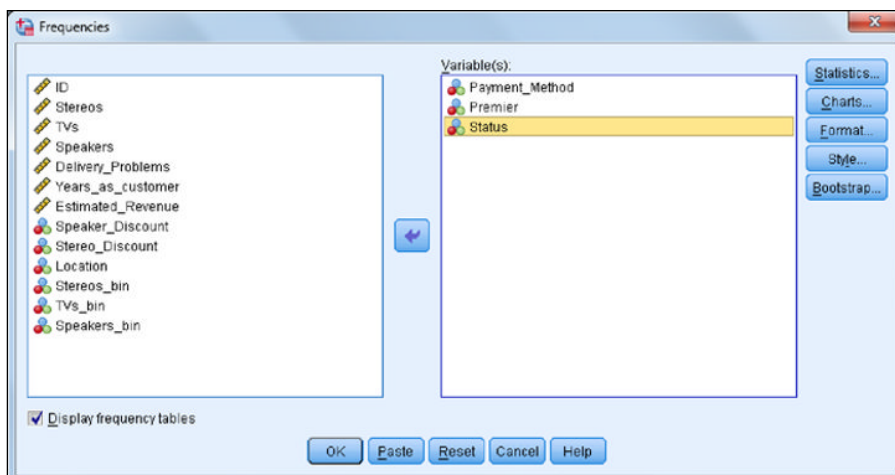 Frequencies
ID
Stereos
TVs
Speakers
Delivery_Problems
Years_as_customer
Estimated_Revenue
Speaker_Discount
Stereo_Discount
Location
Stereos_bin
TVs_bin
Speakers_bin
Variable(s):
Payment_Method
Premier
Status
Statistics...
Charts...
Format...
Style...
Bootstrap...
Display frequency tables
OK Paste Reset Cancel Help